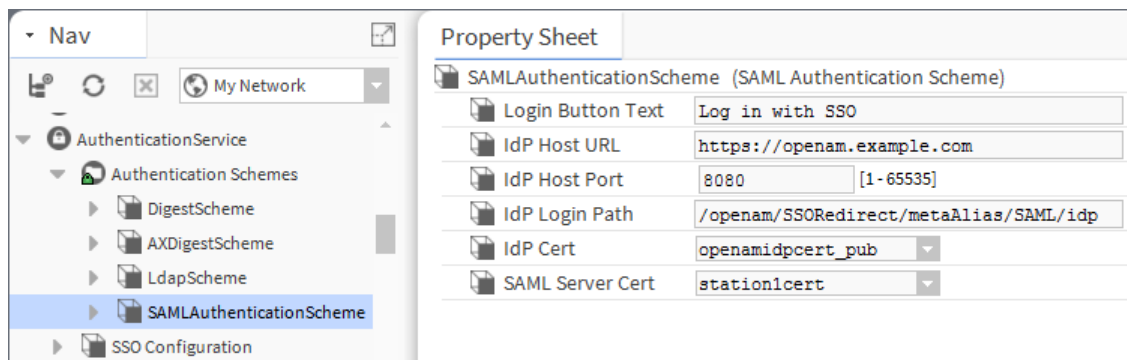 Nav
My Network
AuthenticationService
Authentication Schemes
DigestScheme
AXDigestScheme
LdapScheme
SAMLAuthenticationScheme
SSO Configuration
Property Sheet
SAMLAuthenticationScheme (SAML Authentication Scheme)
Login Button Text Log in with SSO
IdP Host URL https://openam.example.com
IdP Host Port 8080 [1-65535]
IdP Login Path /openam/SSORedirect/metaAlias/SAML/idp
IdP Cert openamidpcert_pub
SAML Server Cert station1cert